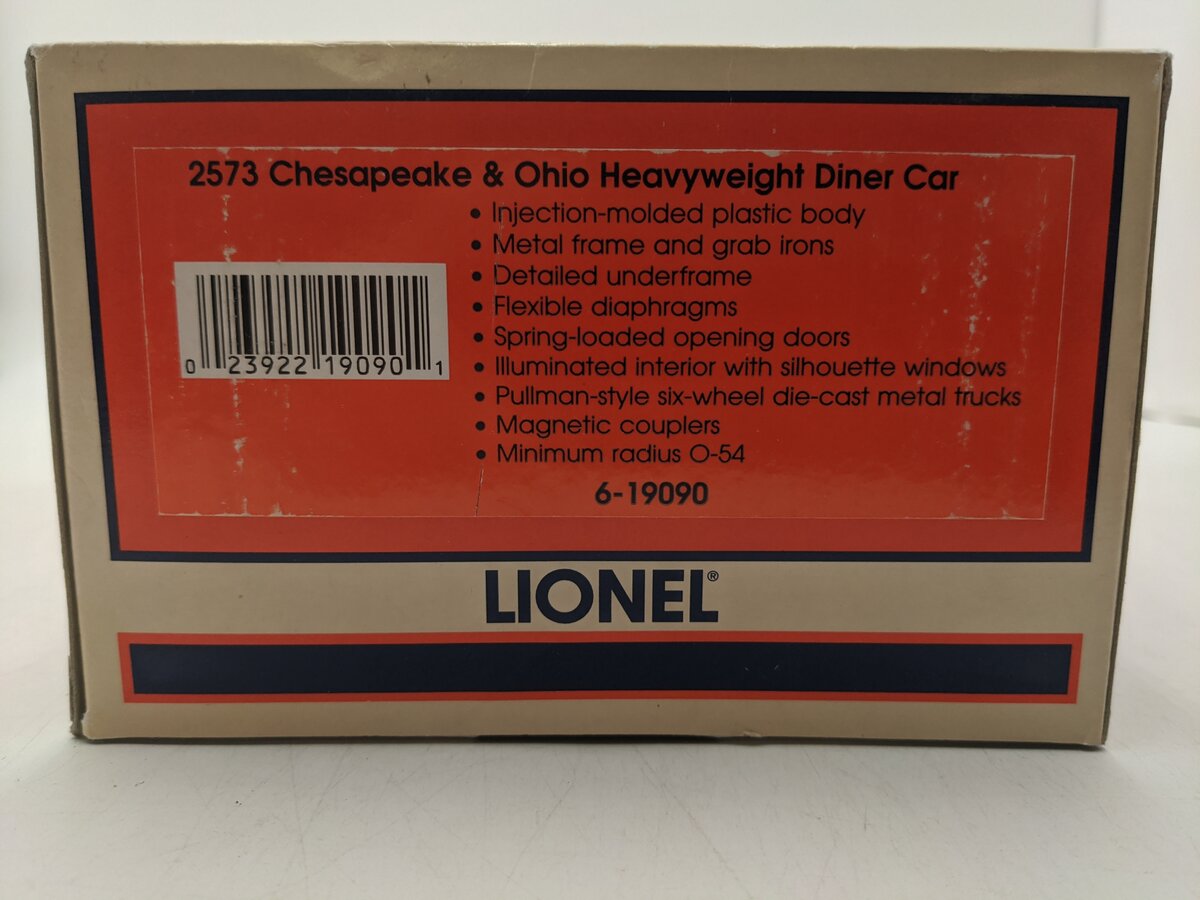 2573 Chesapeake & Ohio Heavyweight Diner Car
• Injection-molded plastic body
• Metal frame and grab irons
• Detailed underframe
• Flexible diaphragms
• Spring-loaded opening doors
• Illuminated interior with silhouette windows
• Pullman-style six-wheel die-cast metal trucks
• Magnetic couplers
• Minimum radius O-54
0 23922 19090 1
6-19090
LIONEL®